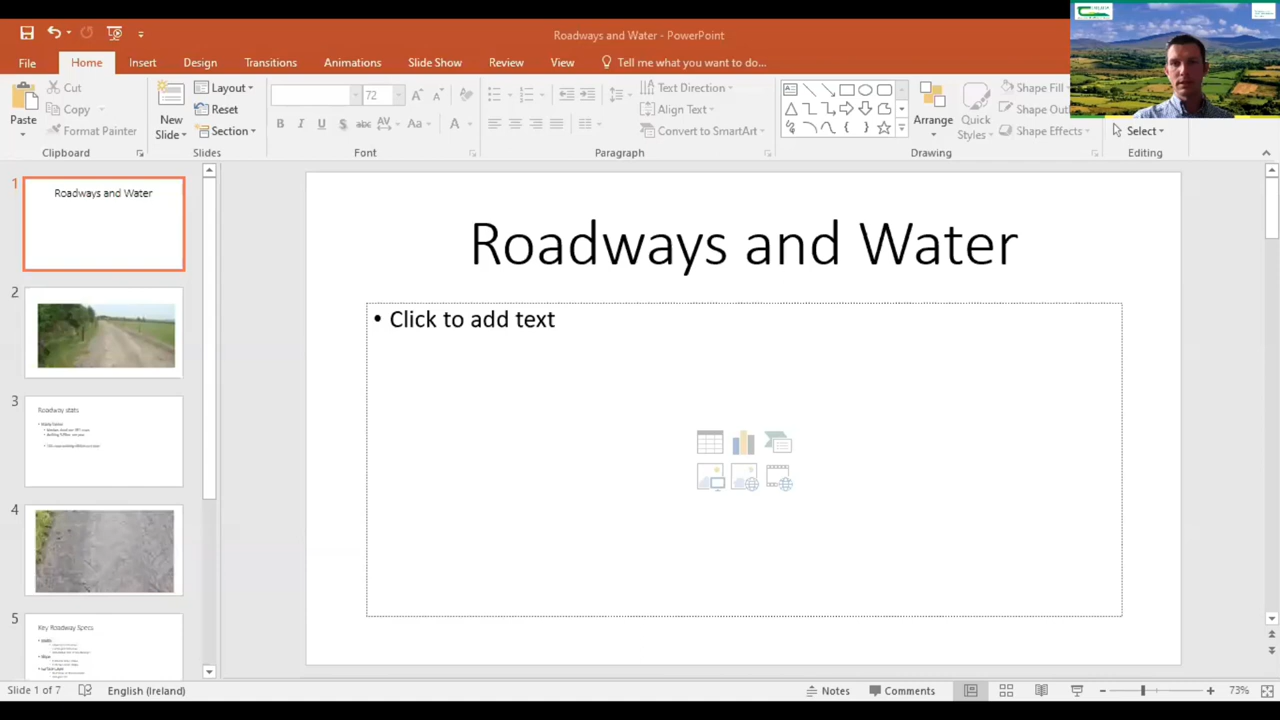 Roadways and Water - PowerPoint
File
Home
Insert
Design
Transitions
Animations
Slide Show
Review
View
Tell me what you want to do...
Paste
Cut
Copy
Format Painter
Clipboard
New Slide
Layout
Reset
Section
Slides
72
B I U S abc AV
A
Font
Text Direction
Align Text
Convert to SmartArt
Paragraph
Arrange
Quick Styles
Shape Fill
Shape Out
Shape Effects
Drawing
Select
Editing
1
Roadways and Water
2
3
Roadway stats
4
5
Key Roadway Specs
Roadways and Water
• Click to add text
Slide 1 of 7
English (Ireland)
Notes
Comments
73%